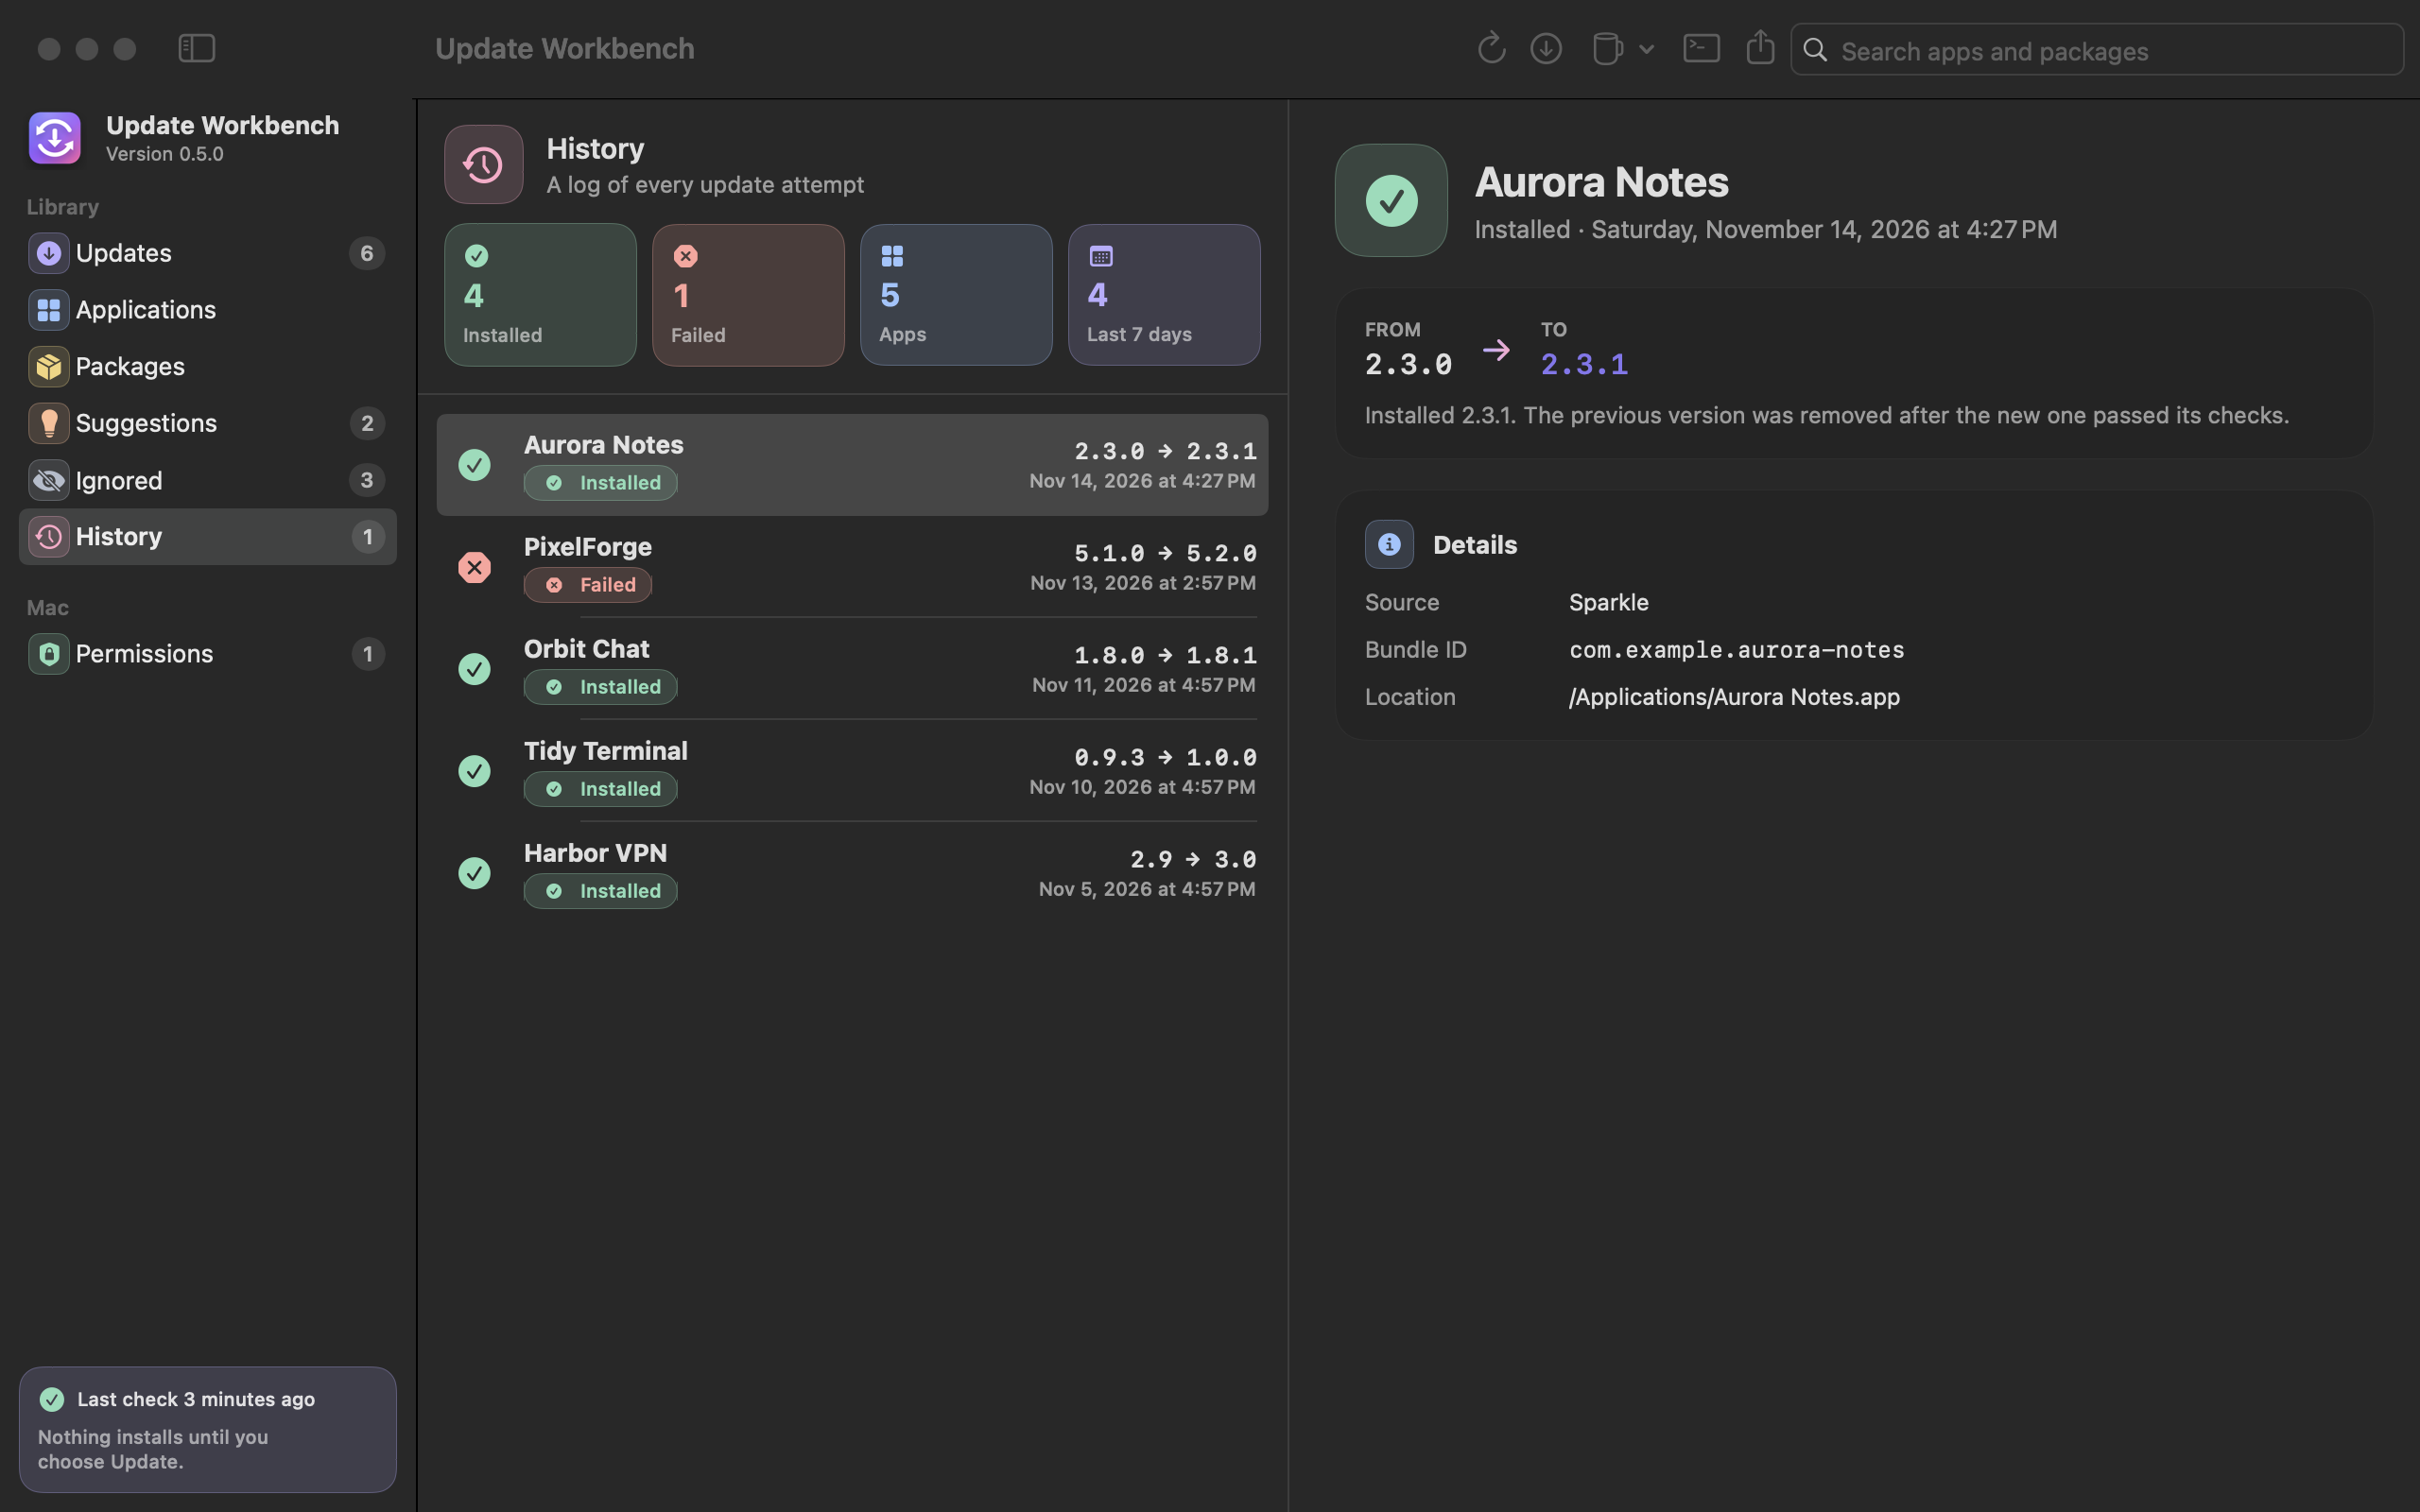 Update Workbench
Search apps and packages
Update Workbench
Version 0.5.0
Library
Updates 6
Applications
Packages
Suggestions 2
Ignored 3
History 1
Mac
Permissions 1
Last check 3 minutes ago
Nothing installs until you
choose Update.
History
A log of every update attempt
4
Installed
1
Failed
5
Apps
4
Last 7 days
Aurora Notes
2.3.0 → 2.3.1
Installed
Nov 14, 2026 at 4:27 PM
PixelForge
5.1.0 → 5.2.0
Failed
Nov 13, 2026 at 2:57 PM
Orbit Chat
1.8.0 → 1.8.1
Installed
Nov 11, 2026 at 4:57 PM
Tidy Terminal
0.9.3 → 1.0.0
Installed
Nov 10, 2026 at 4:57 PM
Harbor VPN
2.9 → 3.0
Installed
Nov 5, 2026 at 4:57 PM
Aurora Notes
Installed · Saturday, November 14, 2026 at 4:27 PM
FROM TO
2.3.0 → 2.3.1
Installed 2.3.1. The previous version was removed after the new one passed its checks.
Details
Source Sparkle
Bundle ID com.example.aurora-notes
Location /Applications/Aurora Notes.app